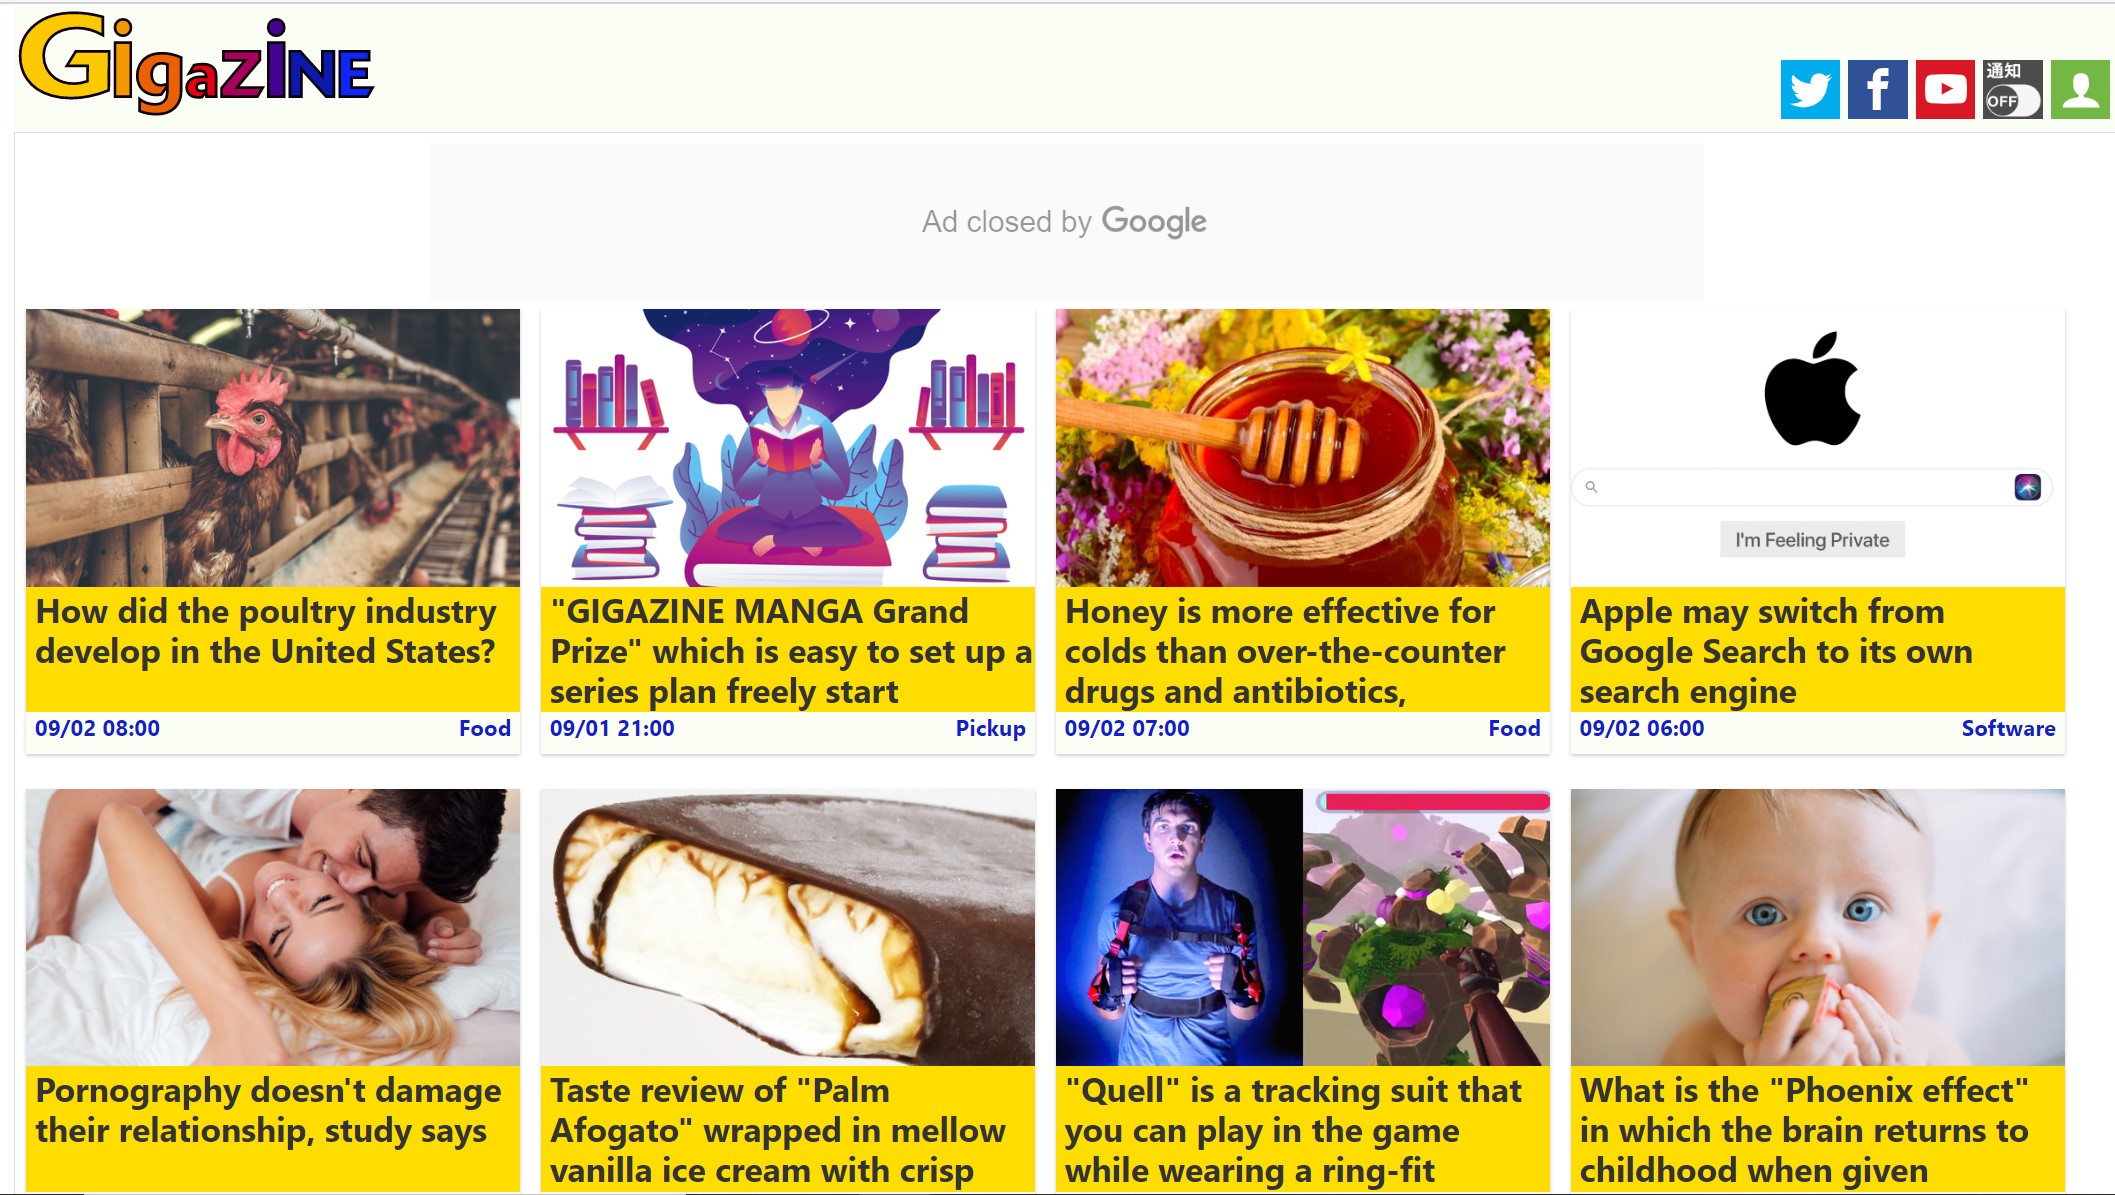 GigaZiNE
通知
OFF
Ad closed by Google
I'm Feeling Private
How did the poultry industry
develop in the United States?
09/02 08:00 Food
"GIGAZINE MANGA Grand
Prize" which is easy to set up a
series plan freely start
09/01 21:00 Pickup
Honey is more effective for
colds than over-the-counter
drugs and antibiotics,
09/02 07:00 Food
Apple may switch from
Google Search to its own
search engine
09/02 06:00 Software
Pornography doesn't damage
their relationship, study says
Taste review of "Palm
Afogato" wrapped in mellow
vanilla ice cream with crisp
"Quell" is a tracking suit that
you can play in the game
while wearing a ring-fit
What is the "Phoenix effect"
in which the brain returns to
childhood when given